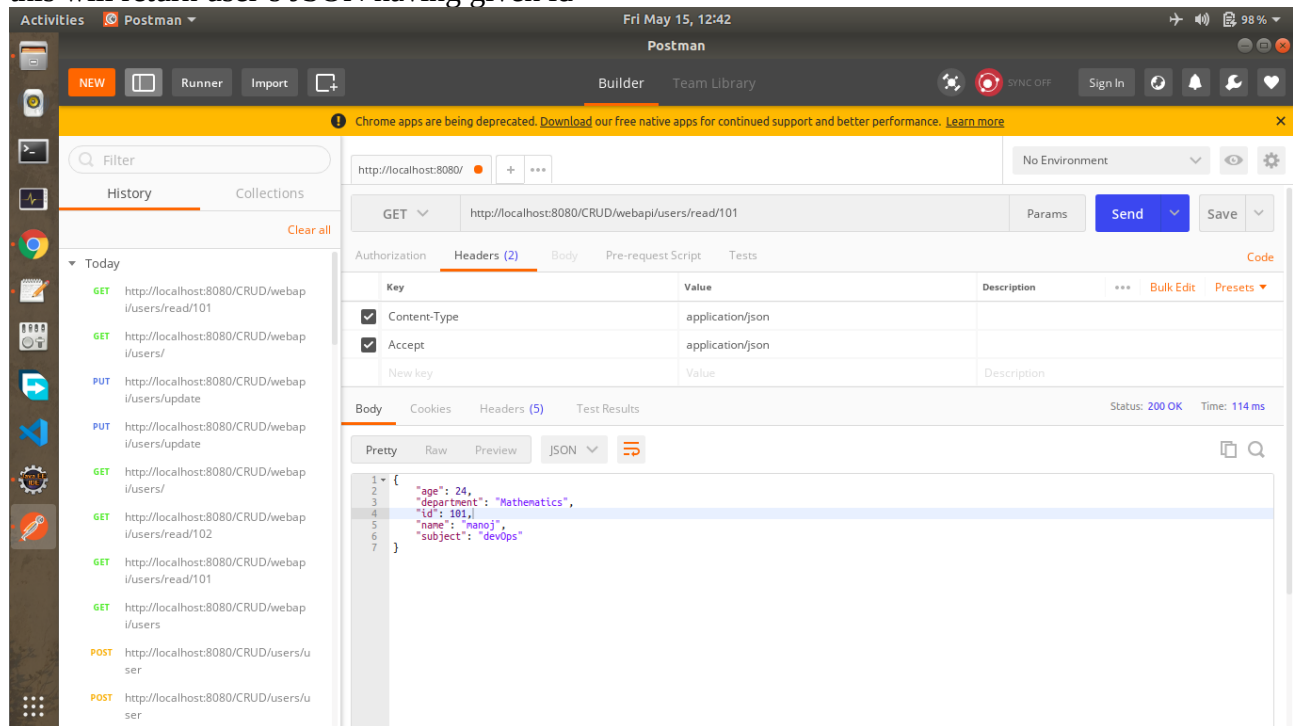 this will return user's JSON having given id
Activities Postman Fri May 15, 12:42 98%
Postman
NEW Runner Import Builder Team Library SYNC OFF Sign In
Chrome apps are being deprecated. Download our free native apps for continued support and better performance. Learn more
Filter
History Collections
Clear all
Today
GET http://localhost:8080/CRUD/webap
i/users/read/101
GET http://localhost:8080/CRUD/webap
i/users/
PUT http://localhost:8080/CRUD/webap
i/users/update
PUT http://localhost:8080/CRUD/webap
i/users/update
GET http://localhost:8080/CRUD/webap
i/users/
GET http://localhost:8080/CRUD/webap
i/users/read/102
GET http://localhost:8080/CRUD/webap
i/users/read/101
GET http://localhost:8080/CRUD/webap
i/users
POST http://localhost:8080/CRUD/users/u
ser
POST http://localhost:8080/CRUD/users/u
ser
http://localhost:8080/ + •••
No Environment
GET http://localhost:8080/CRUD/webapi/users/read/101 Params Send Save
Authorization Headers (2) Body Pre-request Script Tests Code
Key Value Description ••• Bulk Edit Presets
Content-Type application/json
Accept application/json
New key Value Description
Body Cookies Headers (5) Test Results Status: 200 OK Time: 114 ms
Pretty Raw Preview JSON
1 {
2 "age": 24,
3 "department": "Mathematics",
4 "id": 101,
5 "name": "manoj",
6 "subject": "devOps"
7 }